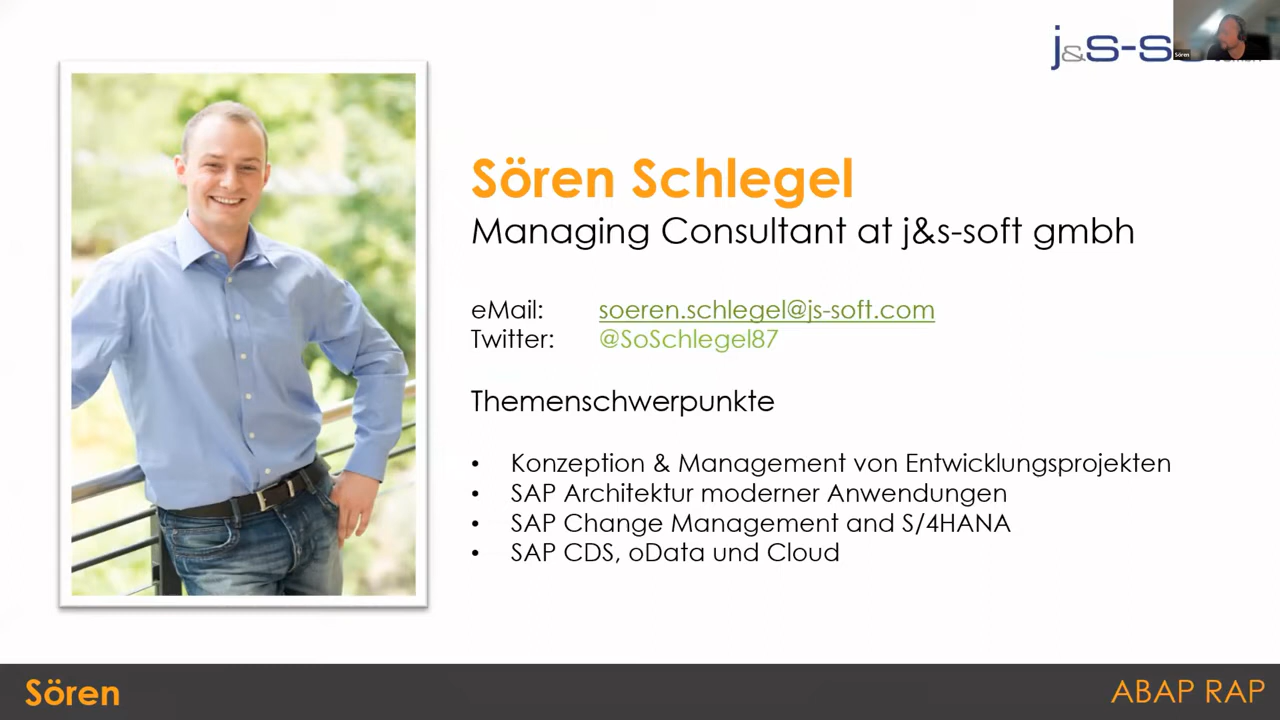 j&s-s
Sören
Sören Schlegel
Managing Consultant at j&s-soft gmbh
eMail: soeren.schlegel@js-soft.com
Twitter: @SoSchlegel87
Themenschwerpunkte
• Konzeption & Management von Entwicklungsprojekten
• SAP Architektur moderner Anwendungen
• SAP Change Management and S/4HANA
• SAP CDS, oData und Cloud
Sören
ABAP RAP